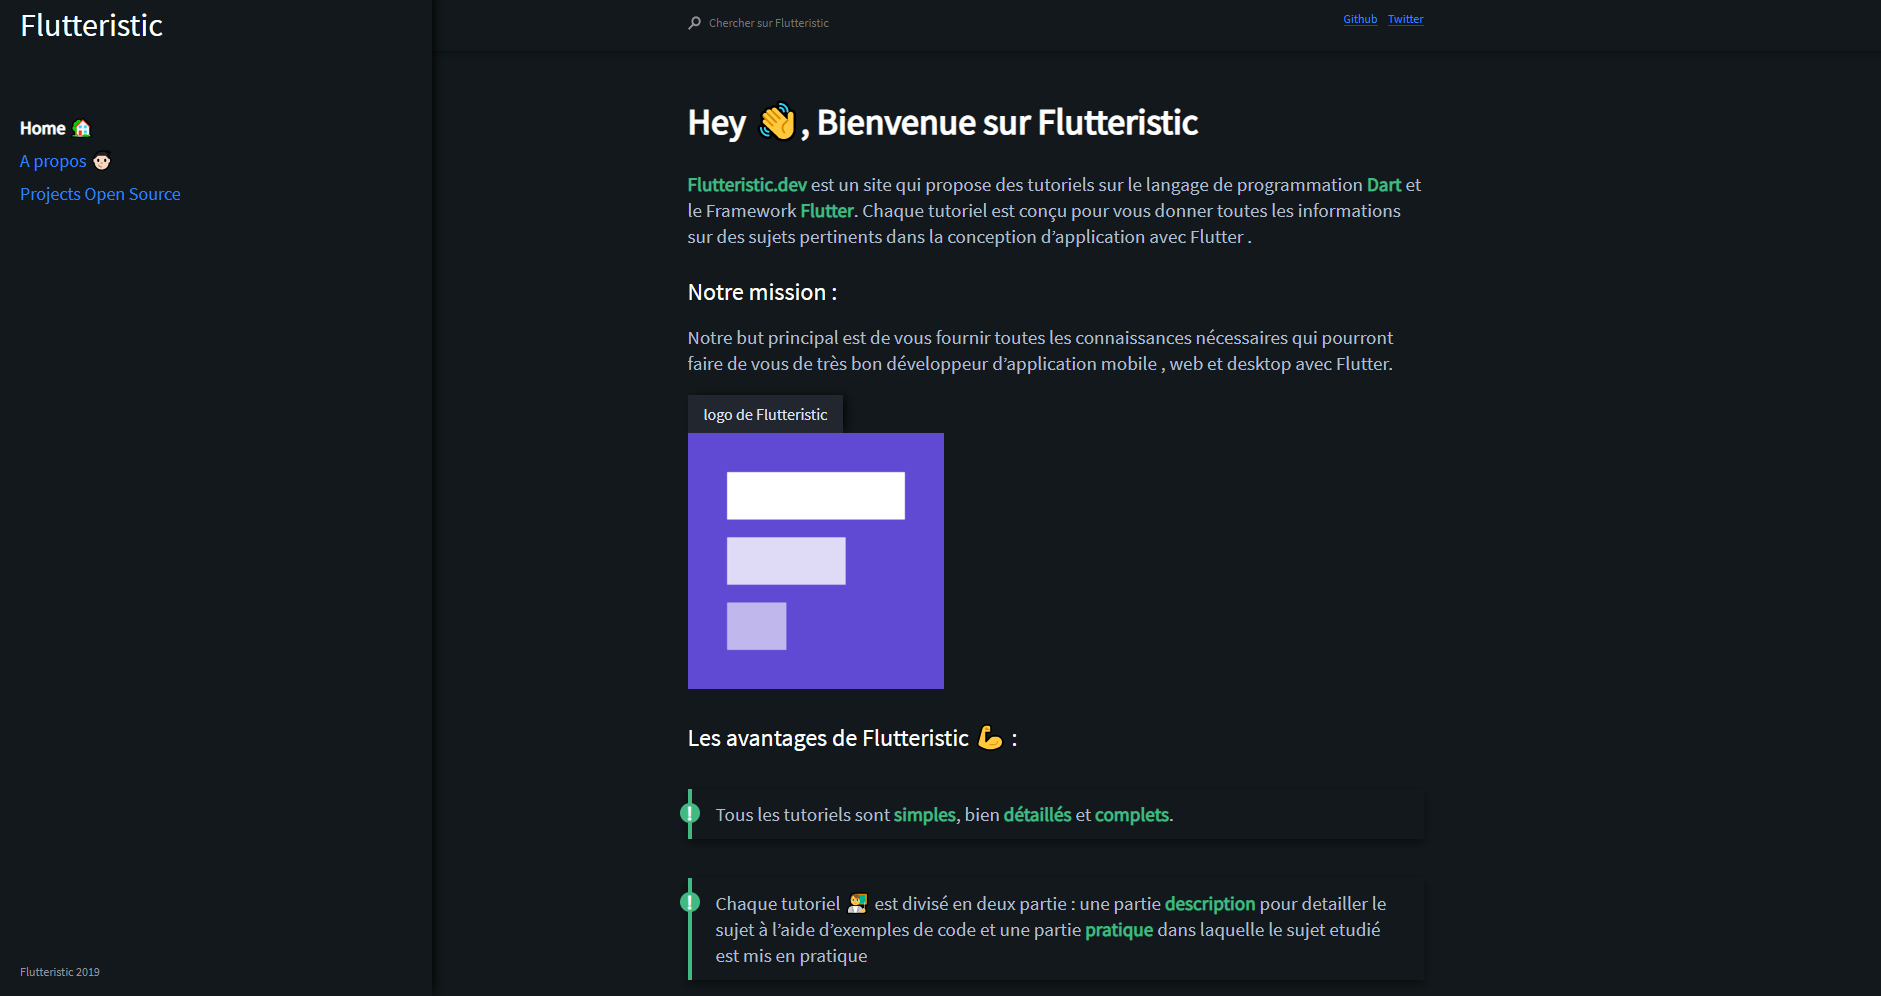 Flutteristic
Home 🏡
A propos 👨🏻
Projects Open Source
Flutteristic 2019
Chercher sur Flutteristic
Github Twitter
Hey 👋, Bienvenue sur Flutteristic
Flutteristic.dev est un site qui propose des tutoriels sur le langage de programmation Dart et
le Framework Flutter. Chaque tutoriel est conçu pour vous donner toutes les informations
sur des sujets pertinents dans la conception d’application avec Flutter .
Notre mission :
Notre but principal est de vous fournir toutes les connaissances nécessaires qui pourront
faire de vous de très bon développeur d’application mobile , web et desktop avec Flutter.
logo de Flutteristic
Les avantages de Flutteristic 💪 :
Tous les tutoriels sont simples, bien détaillés et complets.
Chaque tutoriel 👨‍🏫 est divisé en deux partie : une partie description pour detailler le
sujet à l’aide d’exemples de code et une partie pratique dans laquelle le sujet etudié
est mis en pratique